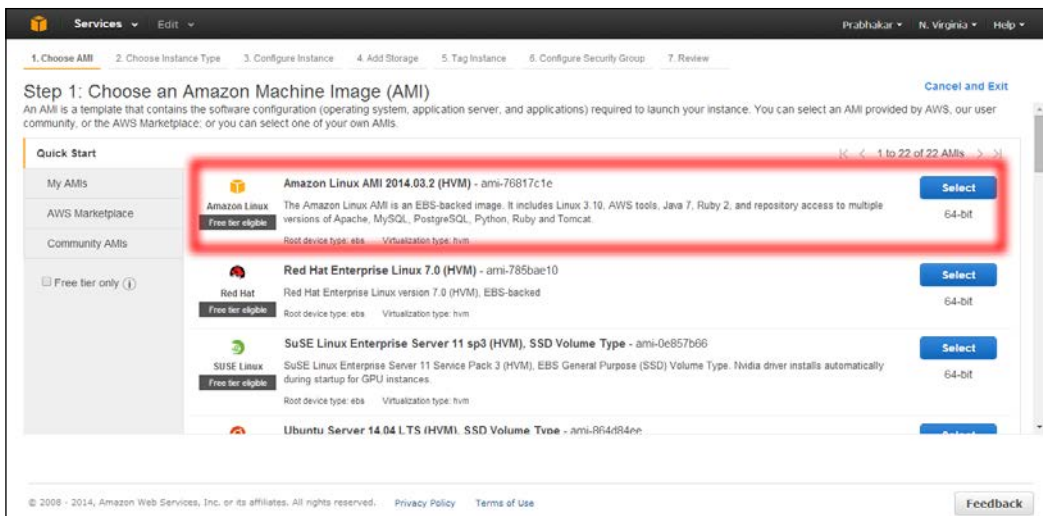 Services Edit Prabhakar N. Virginia Help
1. Choose AMI 2. Choose Instance Type 3. Configure Instance 4. Add Storage 5. Tag Instance 6. Configure Security Group 7. Review
Step 1: Choose an Amazon Machine Image (AMI)
Cancel and Exit
An AMI is a template that contains the software configuration (operating system, application server, and applications) required to launch your instance. You can select an AMI provided by AWS, our user
community, or the AWS Marketplace; or you can select one of your own AMIs.
Quick Start
1 to 22 of 22 AMIs
My AMIs
AWS Marketplace
Community AMIs
Free tier only
Amazon Linux
Free tier eligible
Amazon Linux AMI 2014.03.2 (HVM) - ami-76817c1e
The Amazon Linux AMI is an EBS-backed image. It includes Linux 3.10, AWS tools, Java 7, Ruby 2, and repository access to multiple
versions of Apache, MySQL, PostgreSQL, Python, Ruby and Tomcat.
Root device type: ebs Virtualization type: hvm
Select
64-bit
Red Hat
Free tier eligible
Red Hat Enterprise Linux 7.0 (HVM) - ami-785bae10
Red Hat Enterprise Linux version 7.0 (HVM), EBS-backed
Root device type: ebs Virtualization type: hvm
Select
64-bit
SUSE Linux
Free tier eligible
SuSE Linux Enterprise Server 11 sp3 (HVM), SSD Volume Type - ami-0e857b66
SuSE Linux Enterprise Server 11 Service Pack 3 (HVM), EBS General Purpose (SSD) Volume Type. Nvidia driver installs automatically
during startup for GPU instances.
Root device type: ebs Virtualization type: hvm
Select
64-bit
Ubuntu Server 14.04 LTS (HVM), SSD Volume Type - ami-864d84ee
Select
© 2008 - 2014, Amazon Web Services, Inc. or its affiliates. All rights reserved. Privacy Policy Terms of Use
Feedback